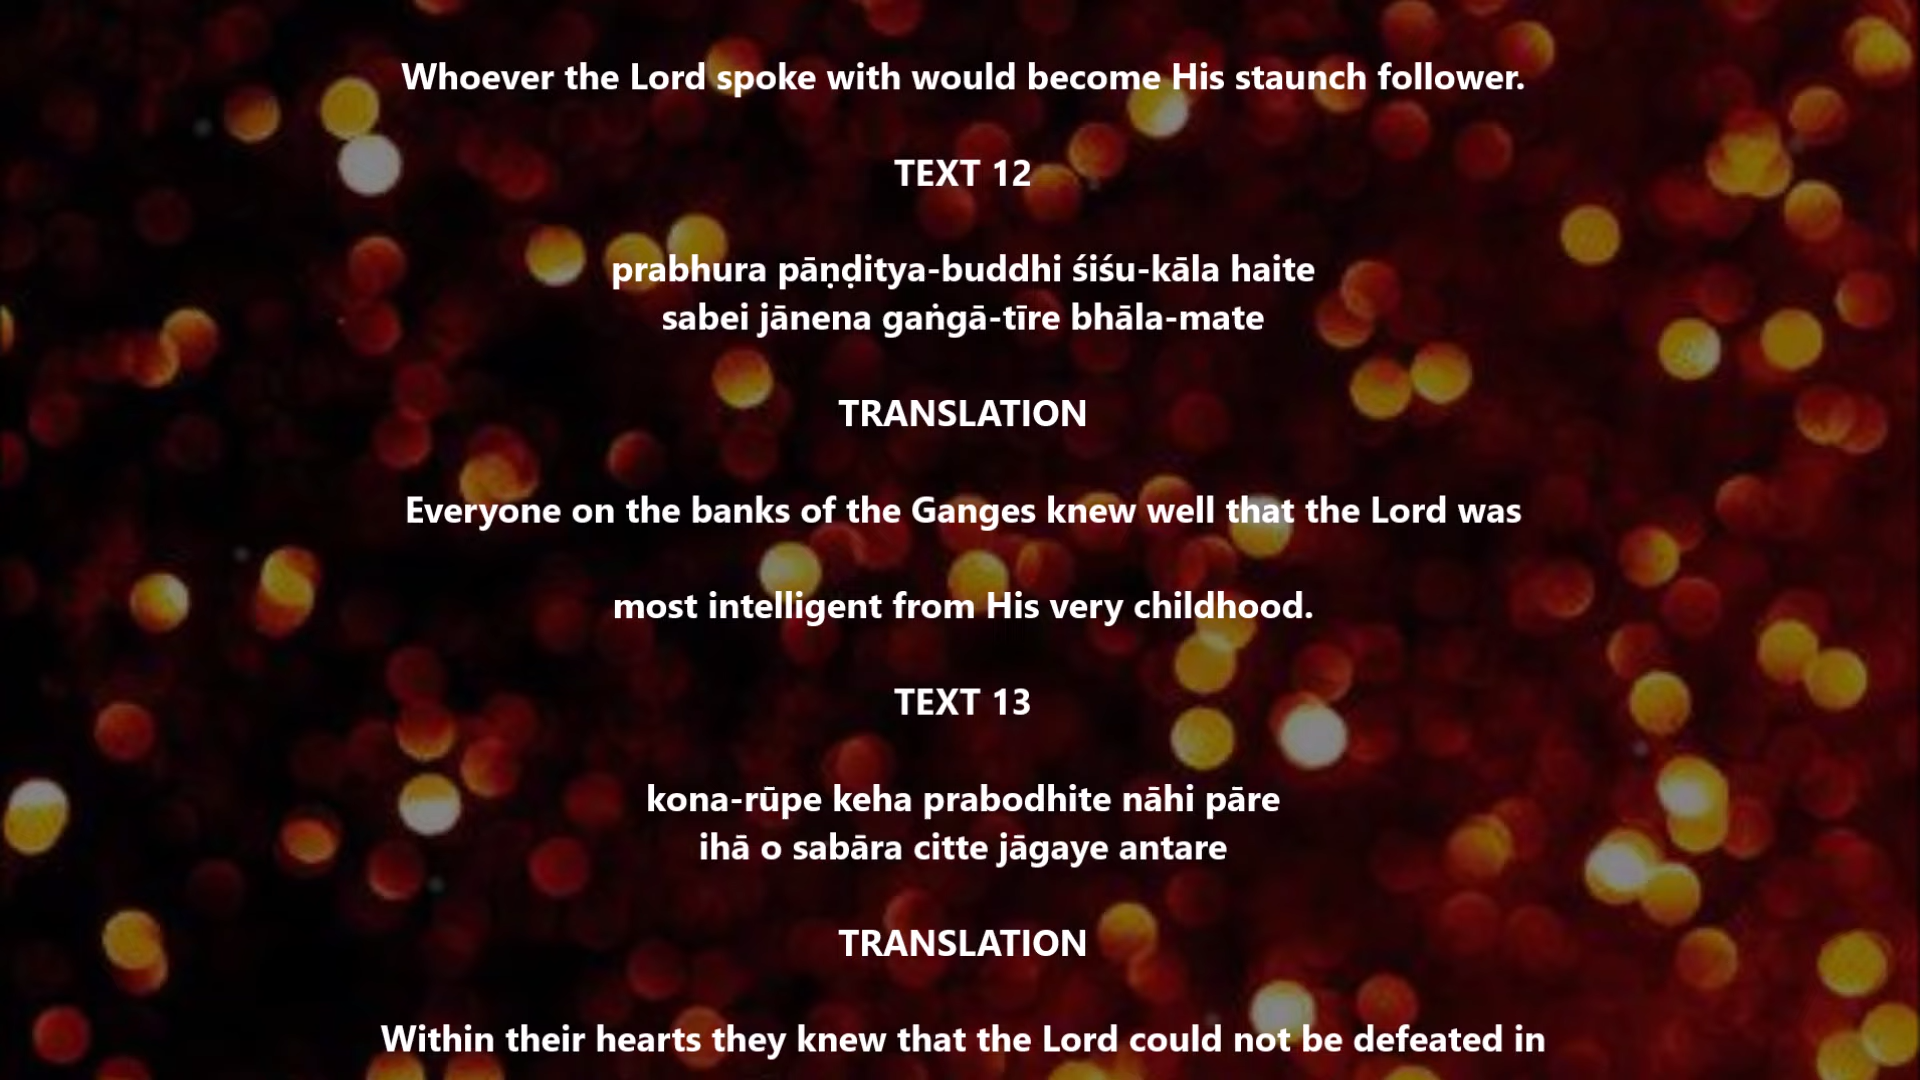 Whoever the Lord spoke with would become His staunch follower.
TEXT 12
prabhura pāṇḍitya-buddhi śiśu-kāla haite
sabei jānena gaṅgā-tīre bhāla-mate
TRANSLATION
Everyone on the banks of the Ganges knew well that the Lord was
most intelligent from His very childhood.
TEXT 13
kona-rūpe keha prabodhite nāhi pāre
ihā o sabāra citte jāgaye antare
TRANSLATION
Within their hearts they knew that the Lord could not be defeated in